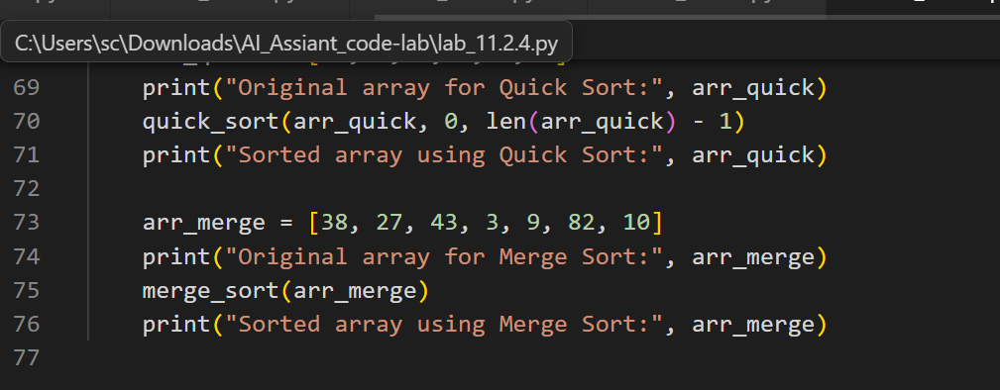 C:\Users\sc\Downloads\AI_Assiant_code-lab\lab_11.2.4.py
69 print("Original array for Quick Sort:", arr_quick)
70 quick_sort(arr_quick, 0, len(arr_quick) - 1)
71 print("Sorted array using Quick Sort:", arr_quick)
72
73 arr_merge = [38, 27, 43, 3, 9, 82, 10]
74 print("Original array for Merge Sort:", arr_merge)
75 merge_sort(arr_merge)
76 print("Sorted array using Merge Sort:", arr_merge)
77